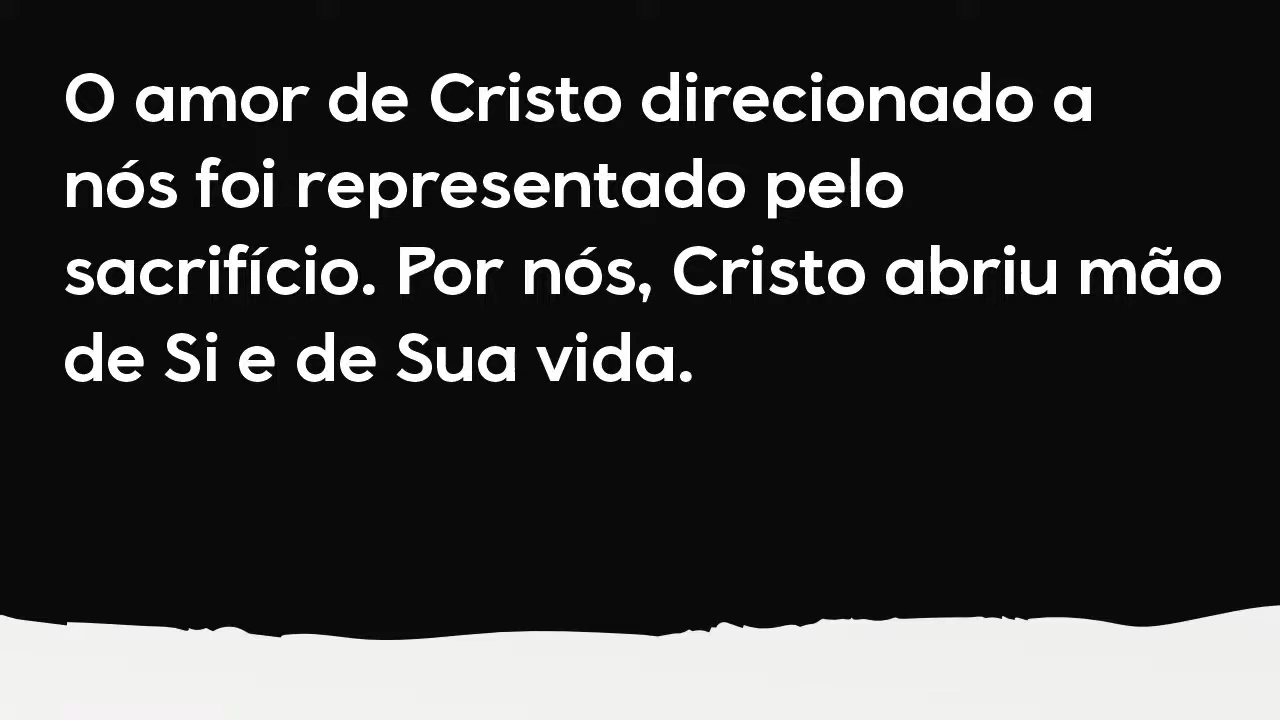 O amor de Cristo direcionado a
nós foi representado pelo
sacrifício. Por nós, Cristo abriu mão
de Si e de Sua vida.